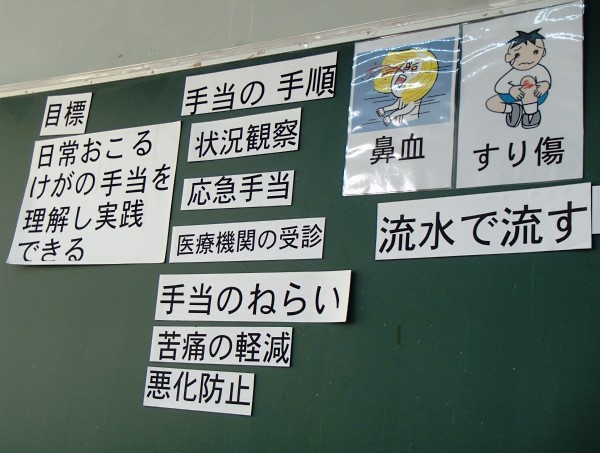 目標
日常おこる
けがの手当を
理解し実践
できる
手当の 手順
状況観察
応急手当
医療機関の受診
手当のねらい
苦痛の軽減
悪化防止
鼻血
すり傷
流水で流す